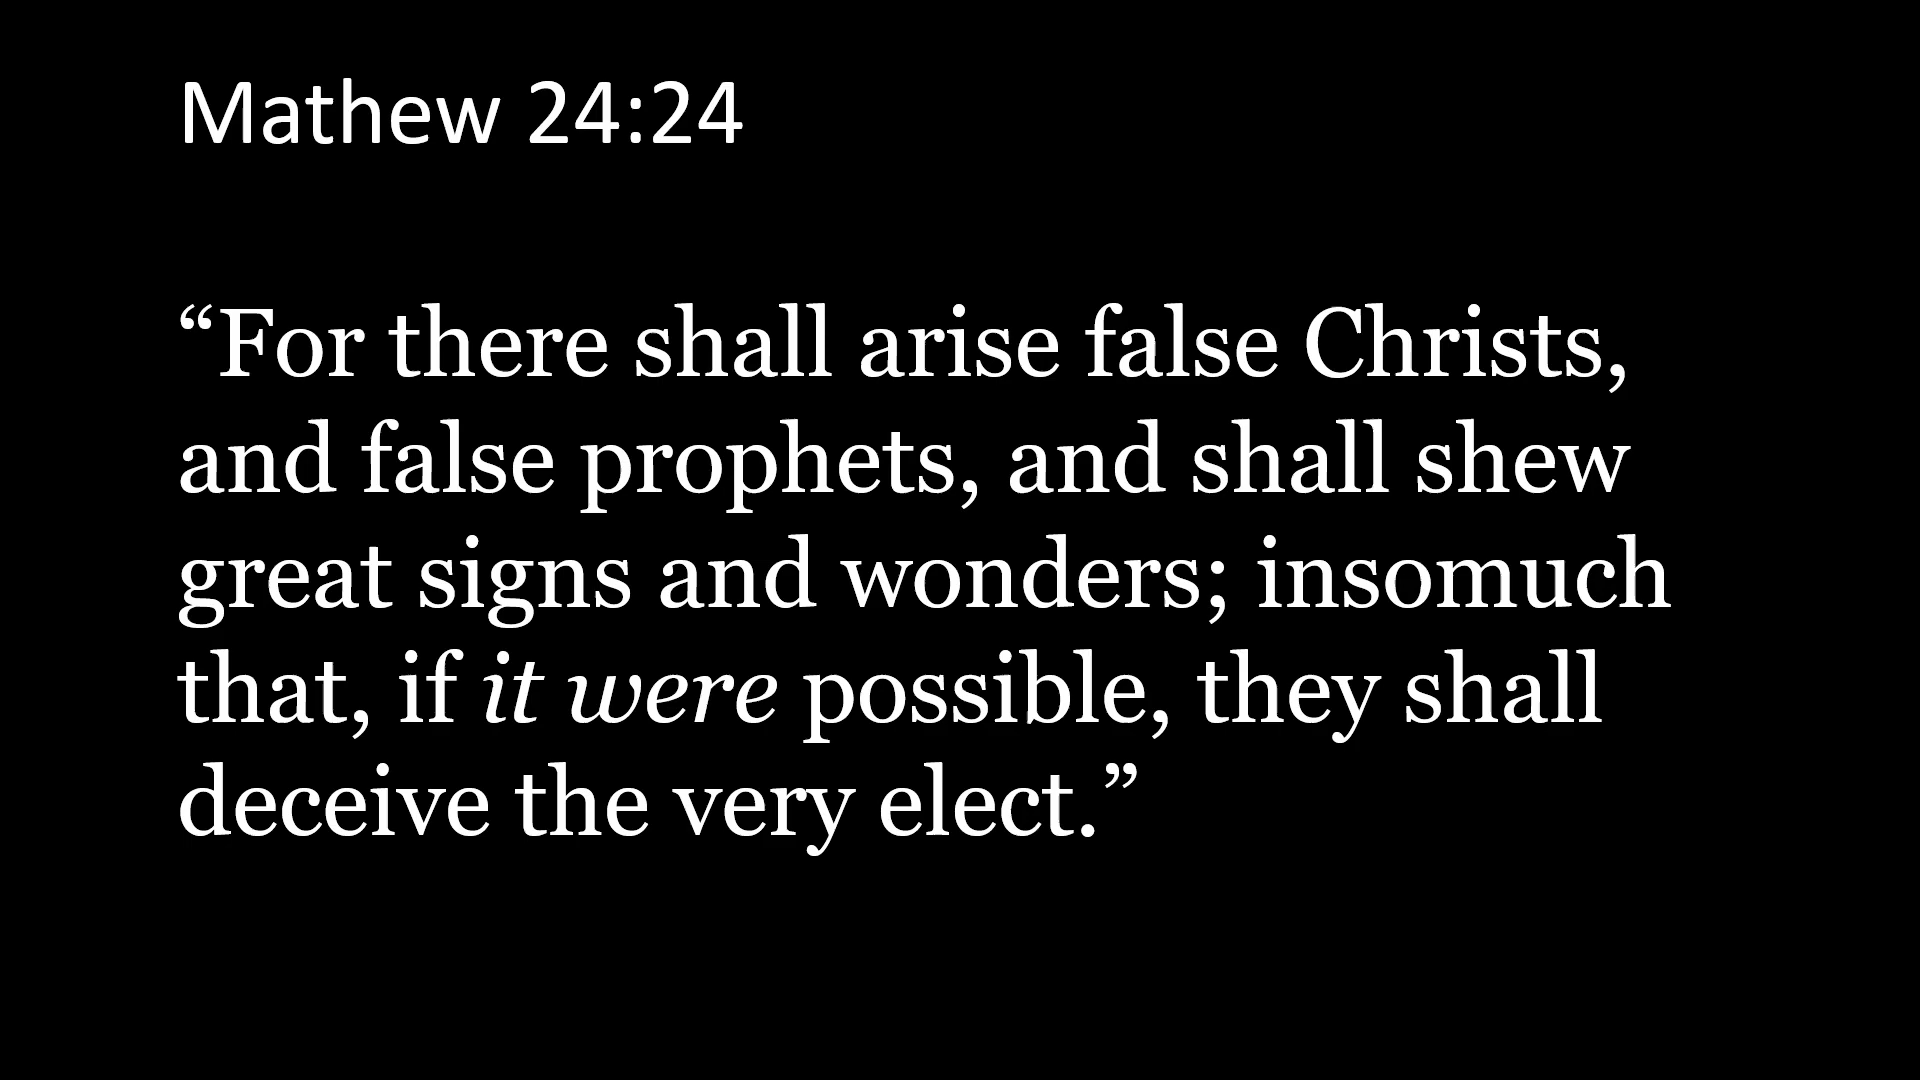 Mathew 24:24
“For there shall arise false Christs,
and false prophets, and shall shew
great signs and wonders; insomuch
that, if it were possible, they shall
deceive the very elect.”